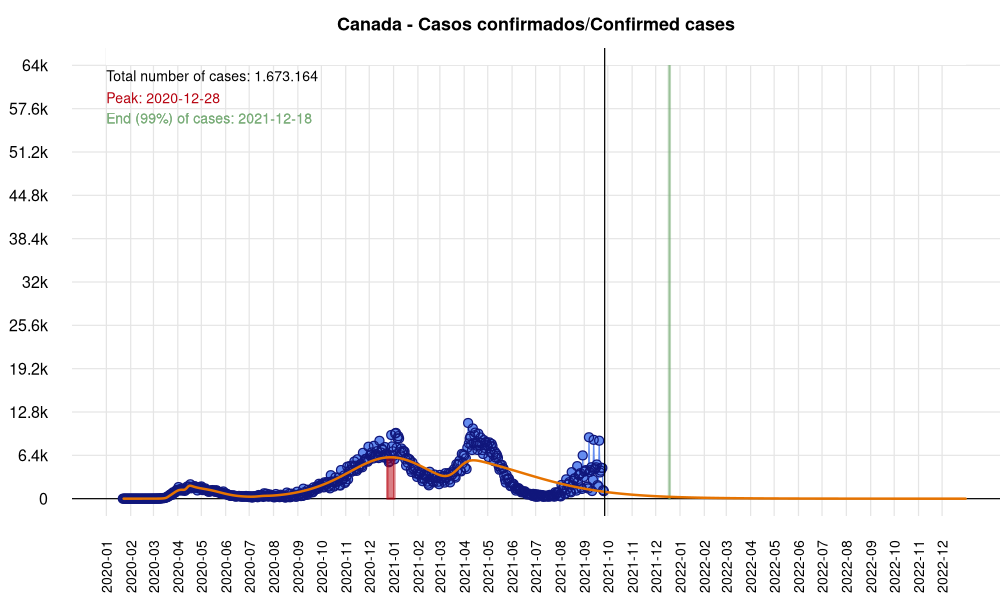 Canada - Casos confirmados/Confirmed cases
Total number of cases: 1.673.164
Peak: 2020-12-28
End (99%) of cases: 2021-12-18
64k
57.6k
51.2k
44.8k
38.4k
32k
25.6k
19.2k
12.8k
6.4k
0
2020-01
2020-02
2020-03
2020-04
2020-05
2020-06
2020-07
2020-08
2020-09
2020-10
2020-11
2020-12
2021-01
2021-02
2021-03
2021-04
2021-05
2021-06
2021-07
2021-08
2021-09
2021-10
2021-11
2021-12
2022-01
2022-02
2022-03
2022-04
2022-05
2022-06
2022-07
2022-08
2022-09
2022-10
2022-11
2022-12